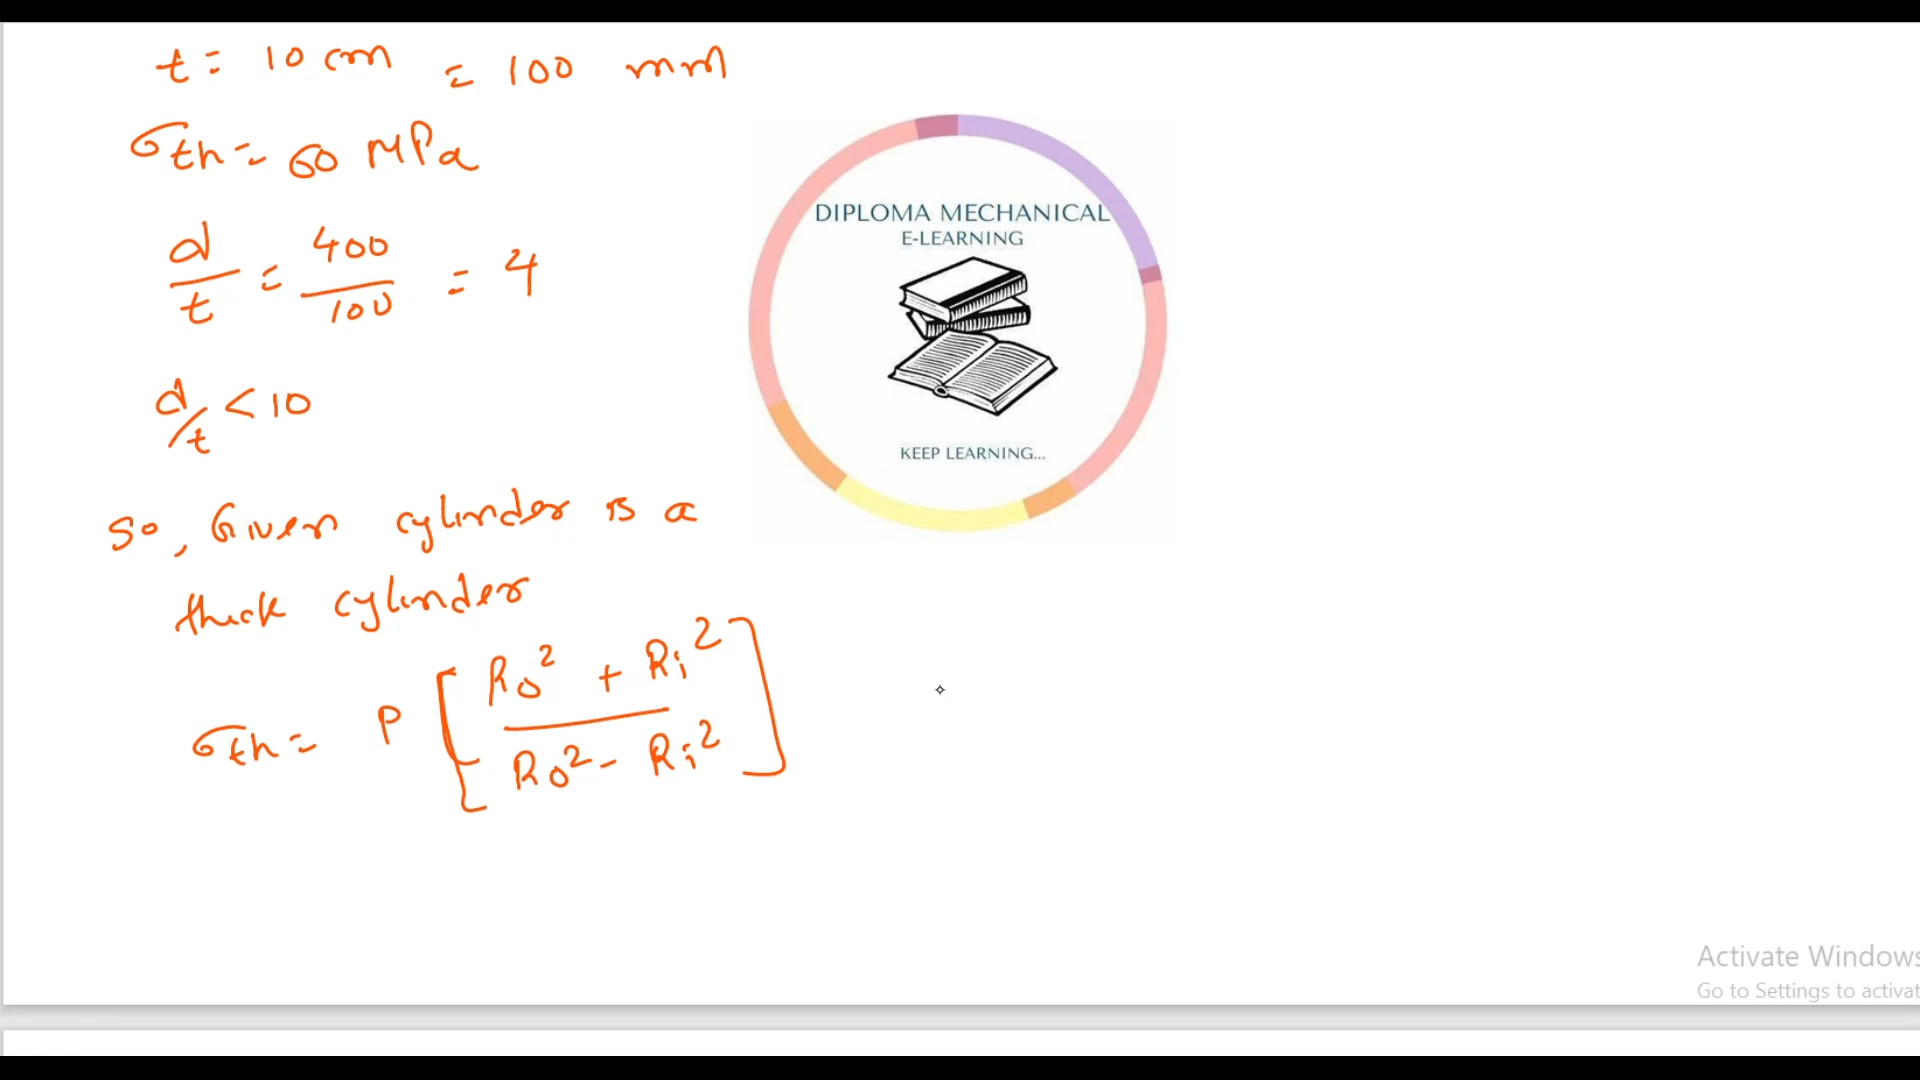 t = 10 cm = 100 mm
σth = 60 MPa
d/t = 400/100 = 4
d/t < 10
So, Given cylinder is a
thick cylinder
σth = P [Ro² + Ri² / Ro² - Ri²]
DIPLOMA MECHANICAL
E-LEARNING
KEEP LEARNING...
Activate Windows
Go to Settings to activat